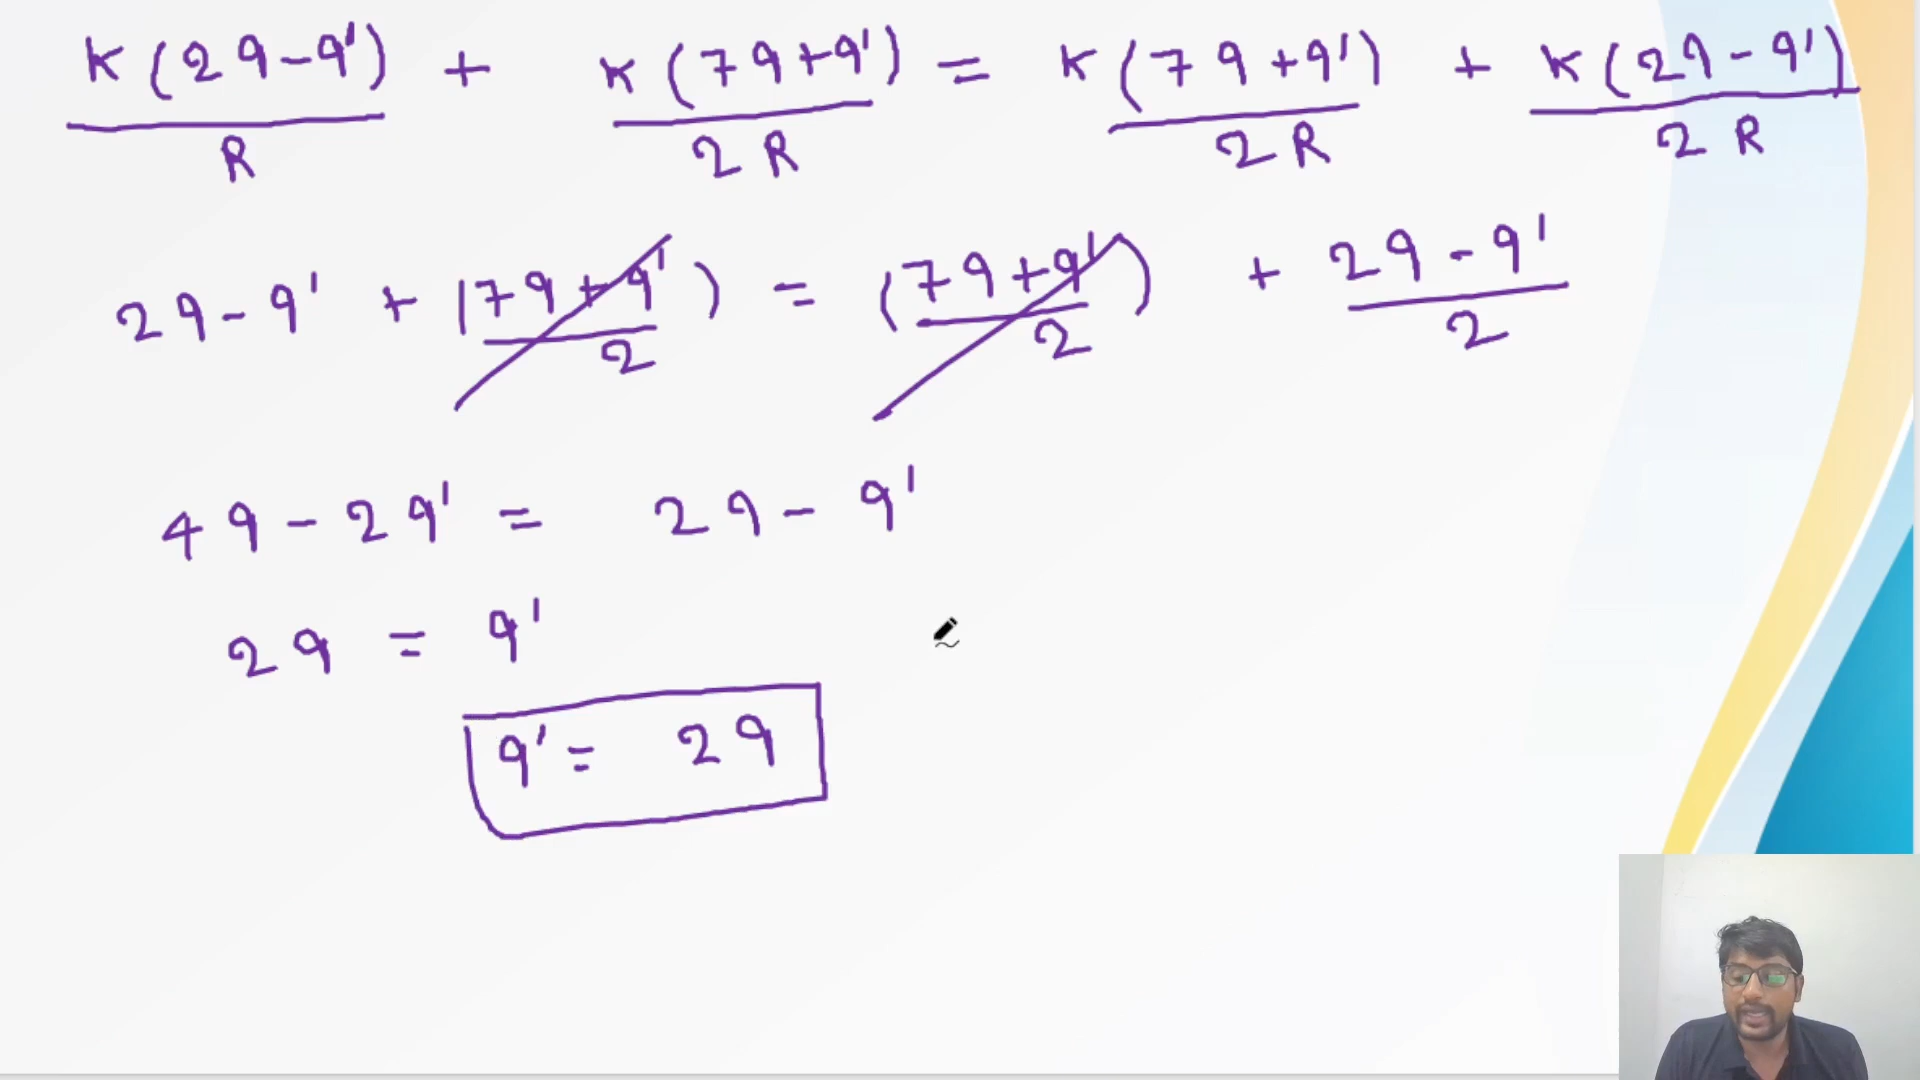 K(2q-q')/R + K(7q+q')/2R = K(7q+q')/2R + K(2q-q')/2R
2q-q' + (7q+q'/2) = (7q+q'/2) + 2q-q'/2
4q-2q' = 2q-q'
2q = q'
q' = 2q